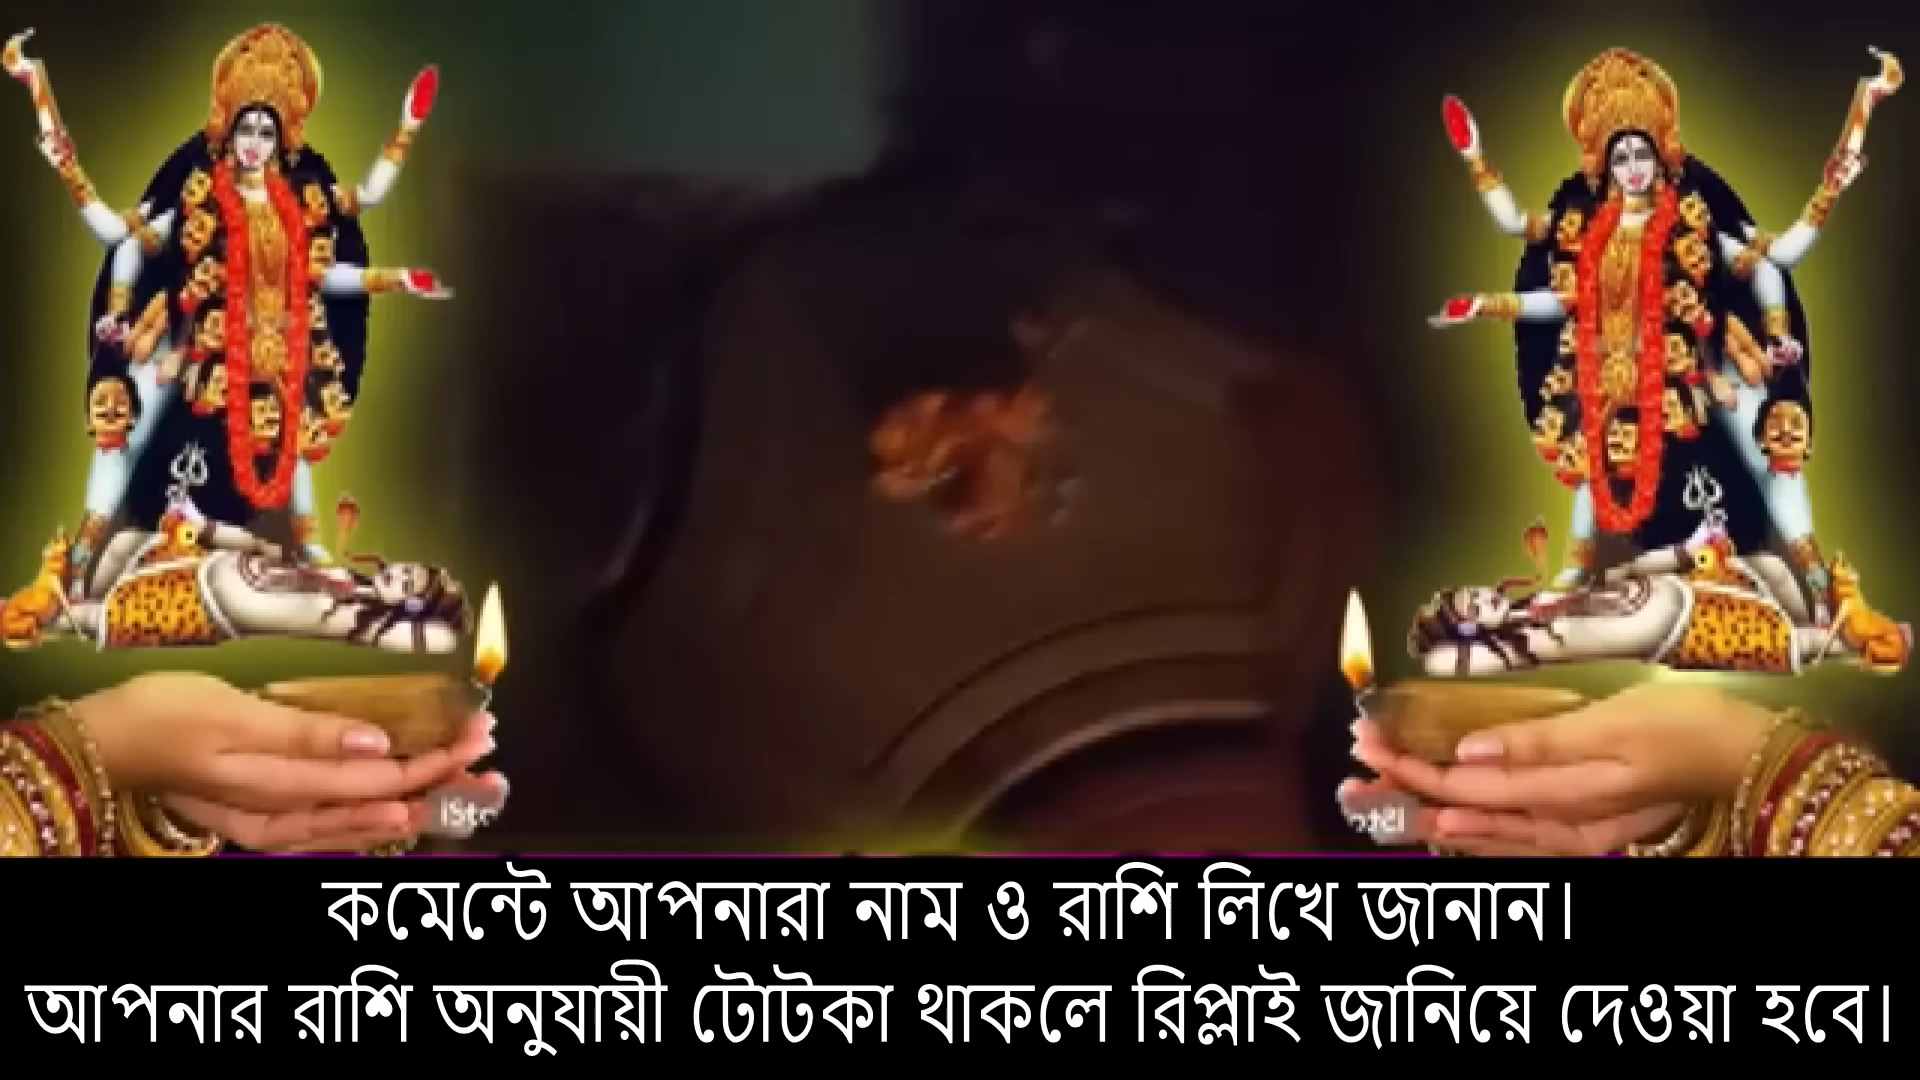 কমেন্টে আপনারা নাম ও রাশি লিখে জানান।
আপনার রাশি অনুযায়ী টোটকা থাকলে রিপ্লাই জানিয়ে দেওয়া হবে।